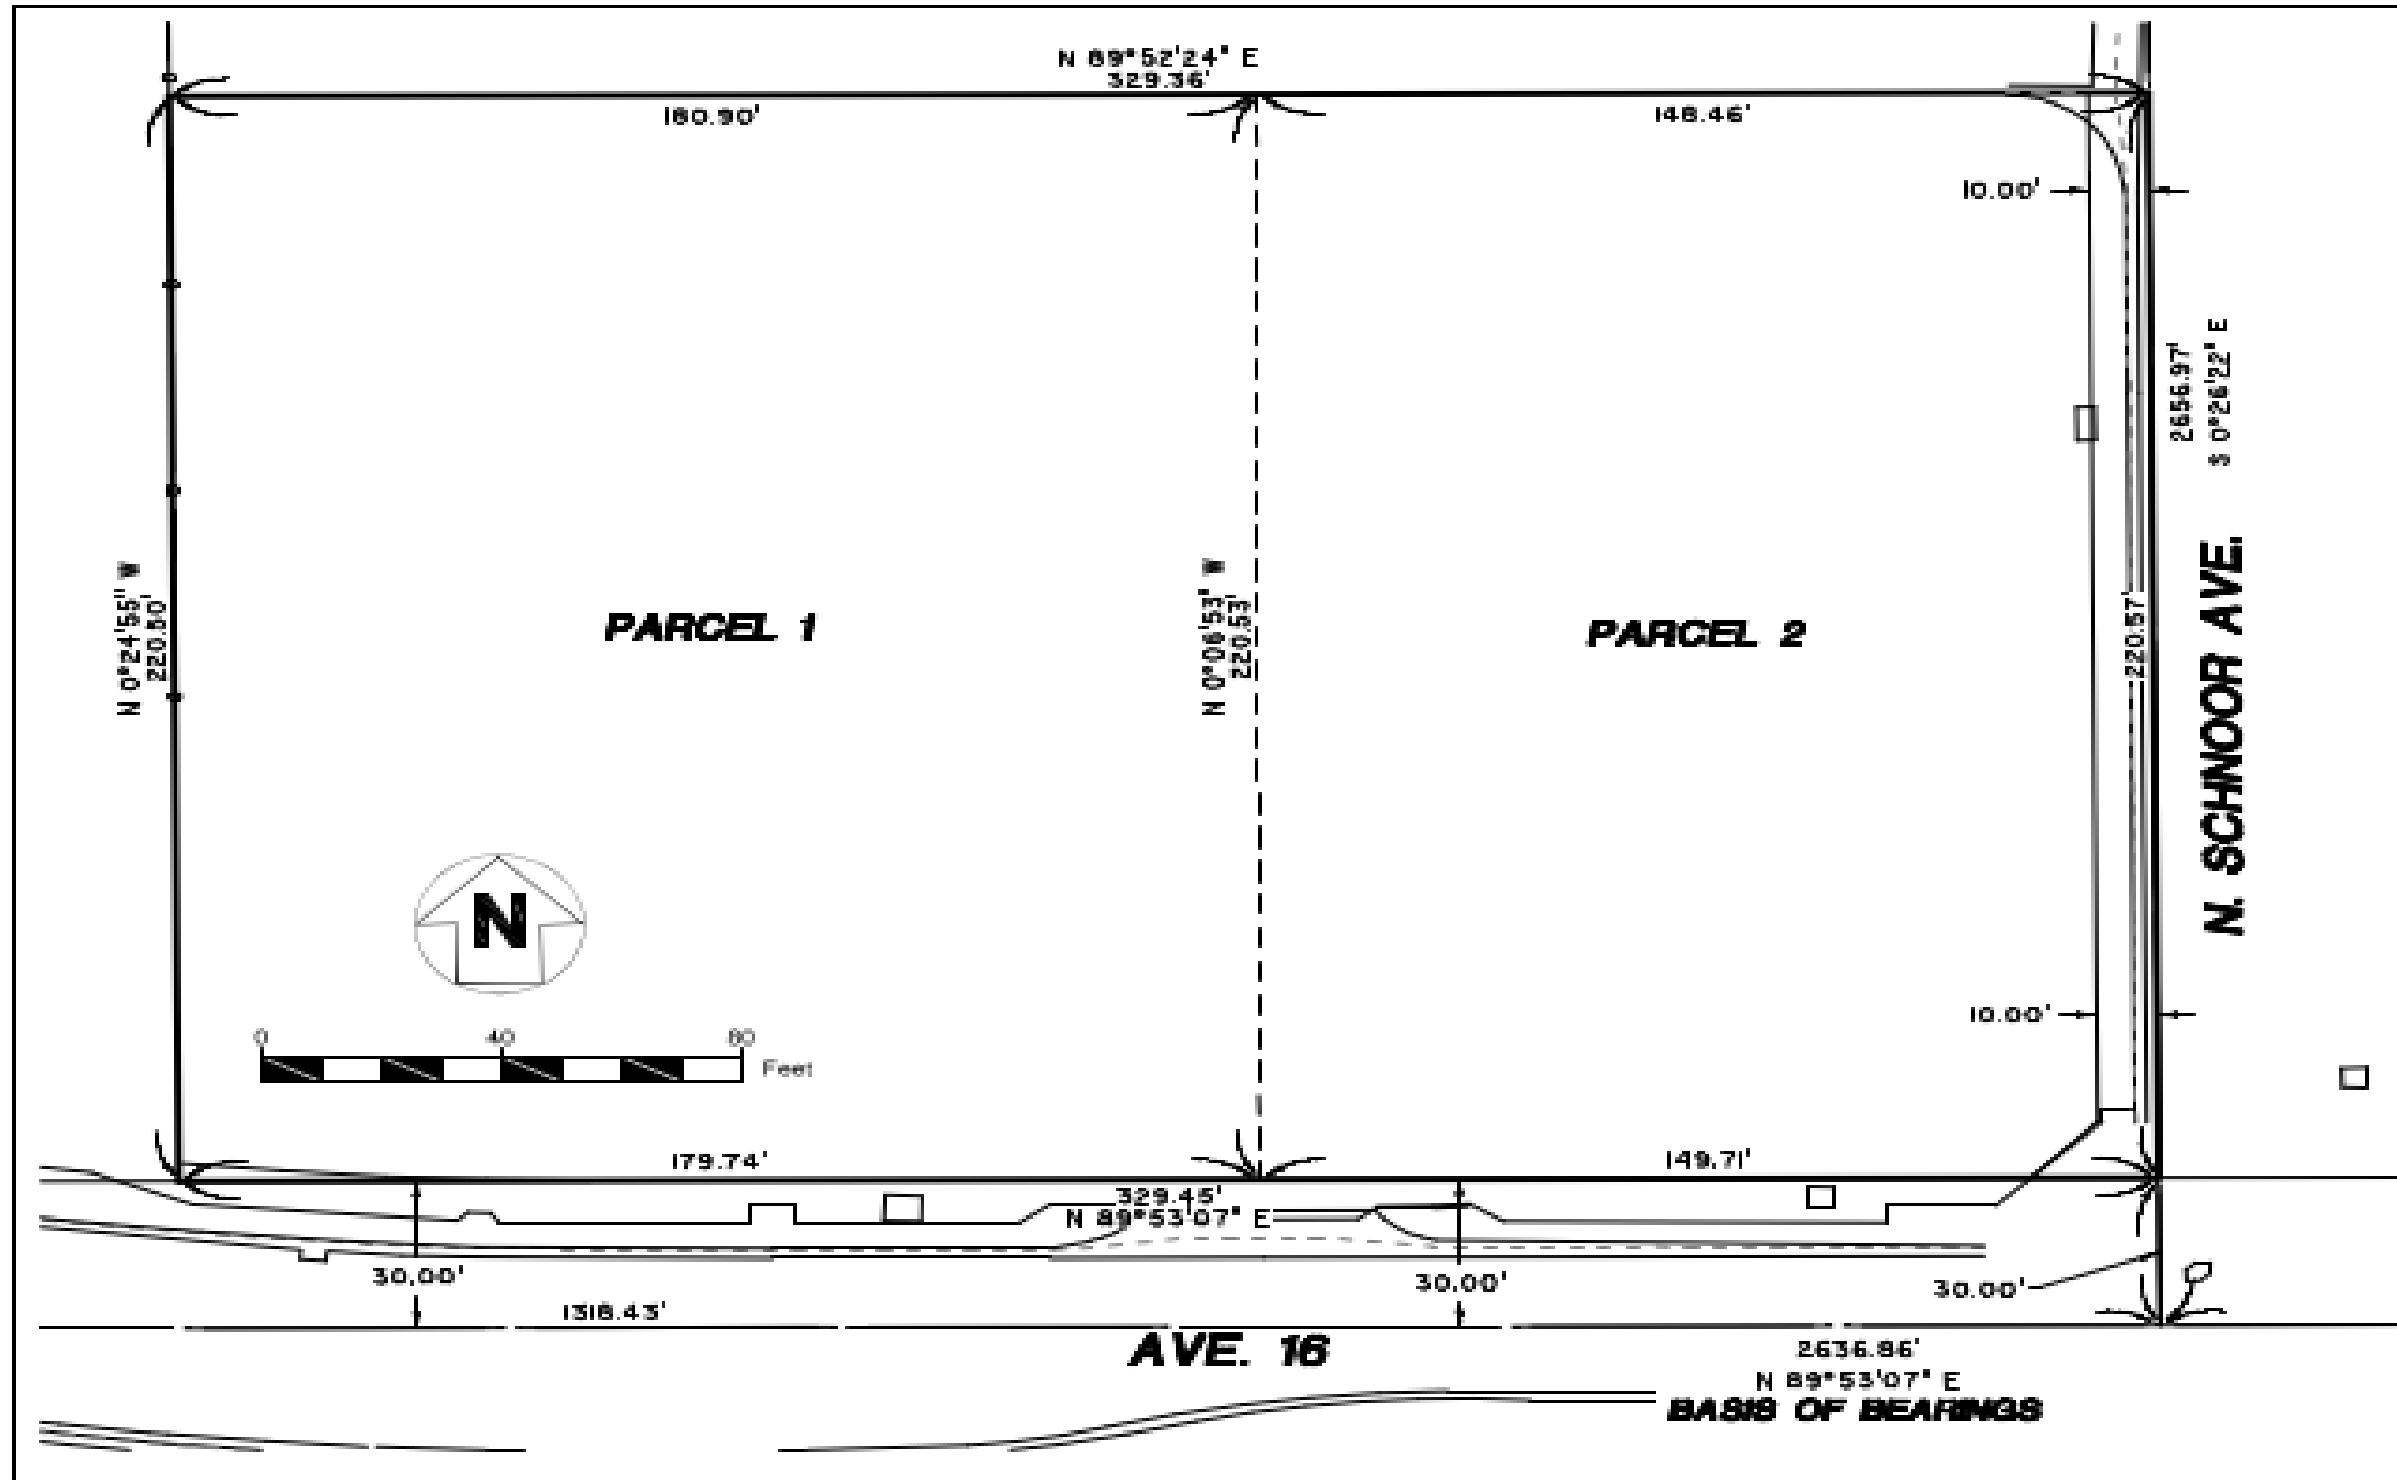 N 89°52'24" E
329.36'
180.90'
148.46'
10.00'
2656.97'
S 0°26'22" E
N 0°24'55" W
220.50'
PARCEL 1
N 0°06'53" W
220.53'
PARCEL 2
220.57'
N. SCHNOOR AVE.
N
0 40 80
Feet
10.00'
179.74'
149.71'
329.45'
N 89°53'07" E
30.00'
30.00'
30.00'
1318.43'
AVE. 16
2636.86'
N 89°53'07" E
BASIS OF BEARINGS